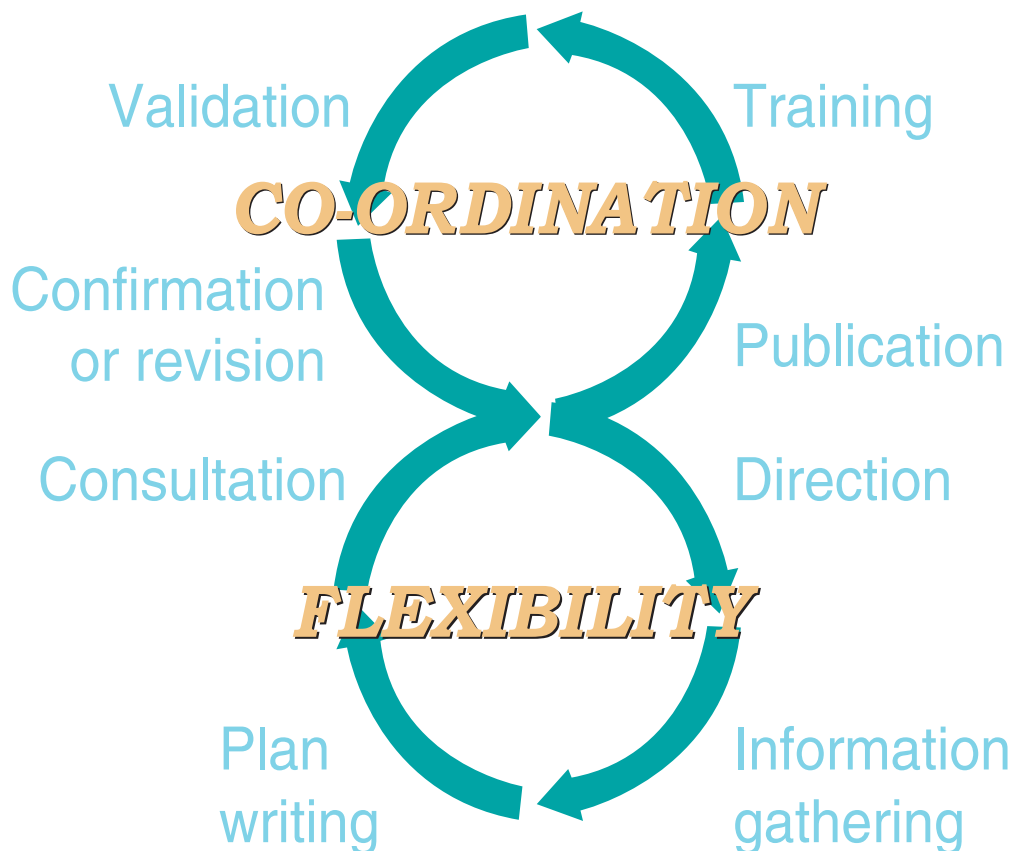 Validation
Training
CO-ORDINATION
Confirmation
or revision
Publication
Consultation
Direction
FLEXIBILITY
Plan
writing
Information
gathering